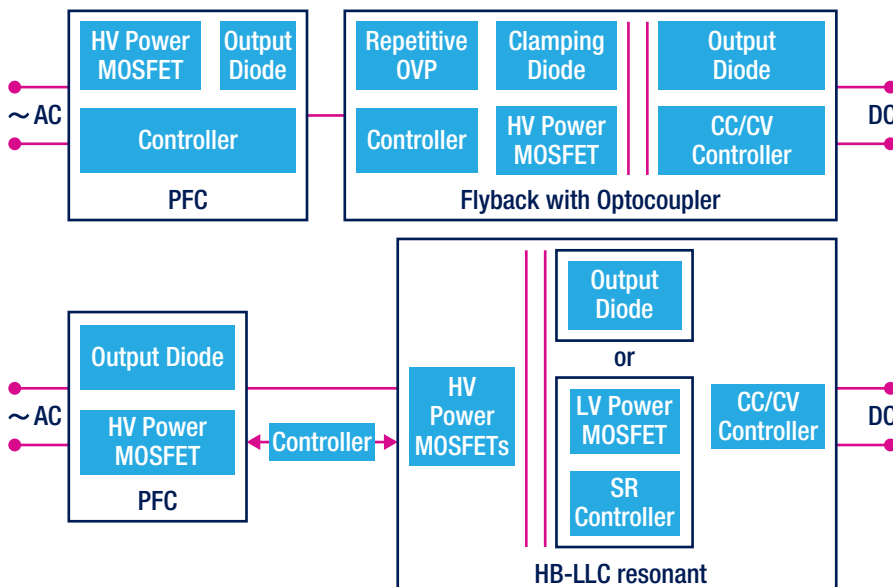 HV Power
MOSFET
Output
Diode
Controller
PFC
~ AC
Repetitive
OVP
Clamping
Diode
Output
Diode
Controller
HV Power
MOSFET
CC/CV
Controller
Flyback with Optocoupler
DC
~ AC
Output Diode
HV Power
MOSFET
PFC
Controller
HV
Power
MOSFETs
Output
Diode
or
LV Power
MOSFET
SR
Controller
CC/CV
Controller
HB-LLC resonant
DC